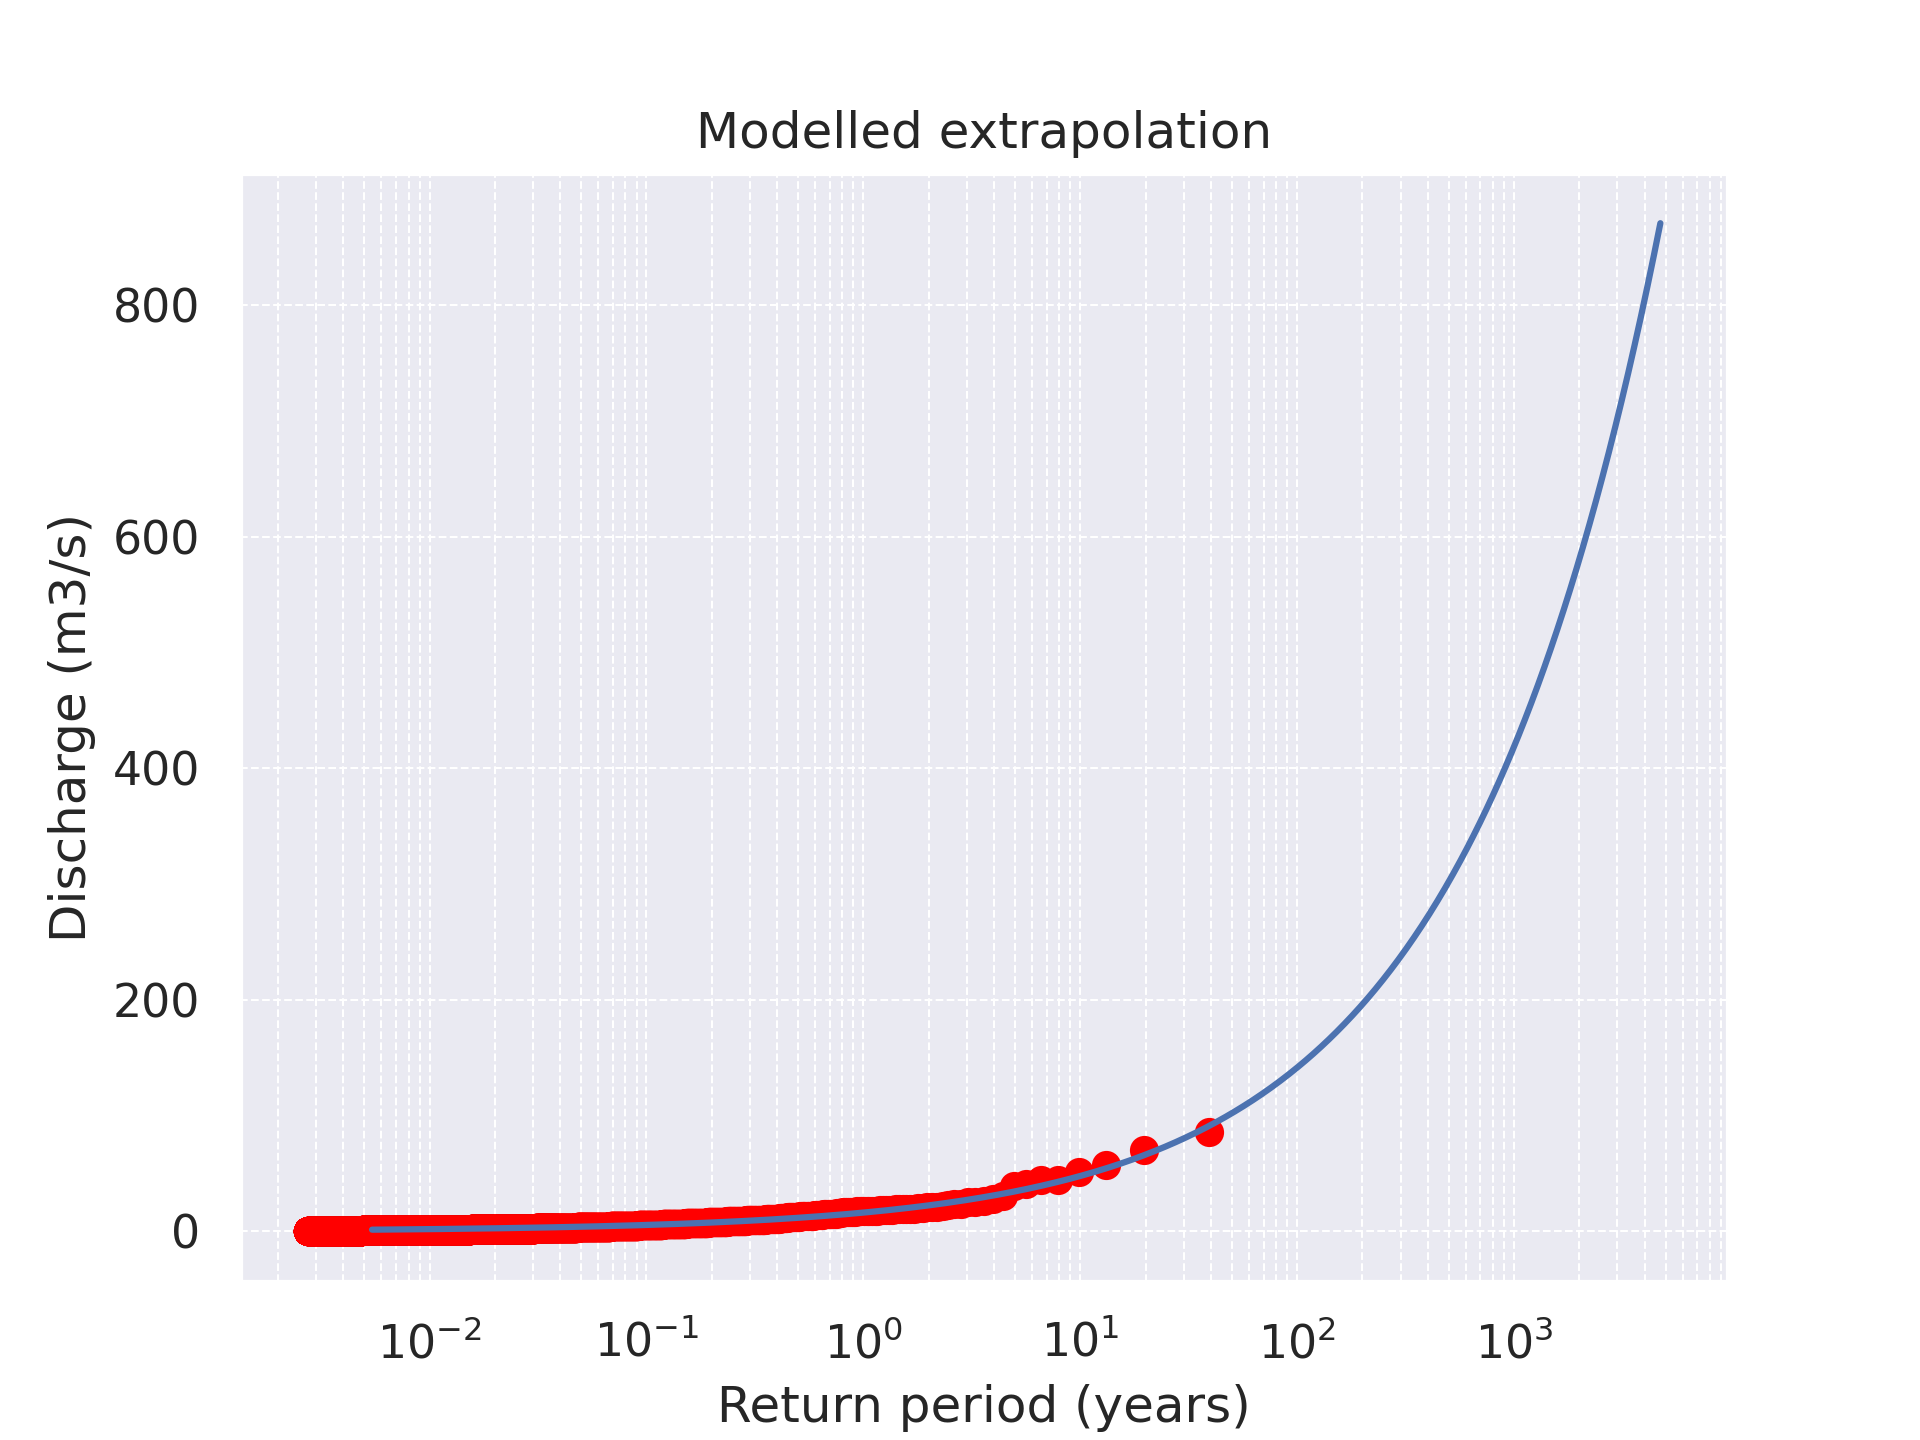 Modelled extrapolation
Discharge (m3/s)
800
600
400
200
0
10⁻² 10⁻¹ 10⁰ 10¹ 10² 10³
Return period (years)